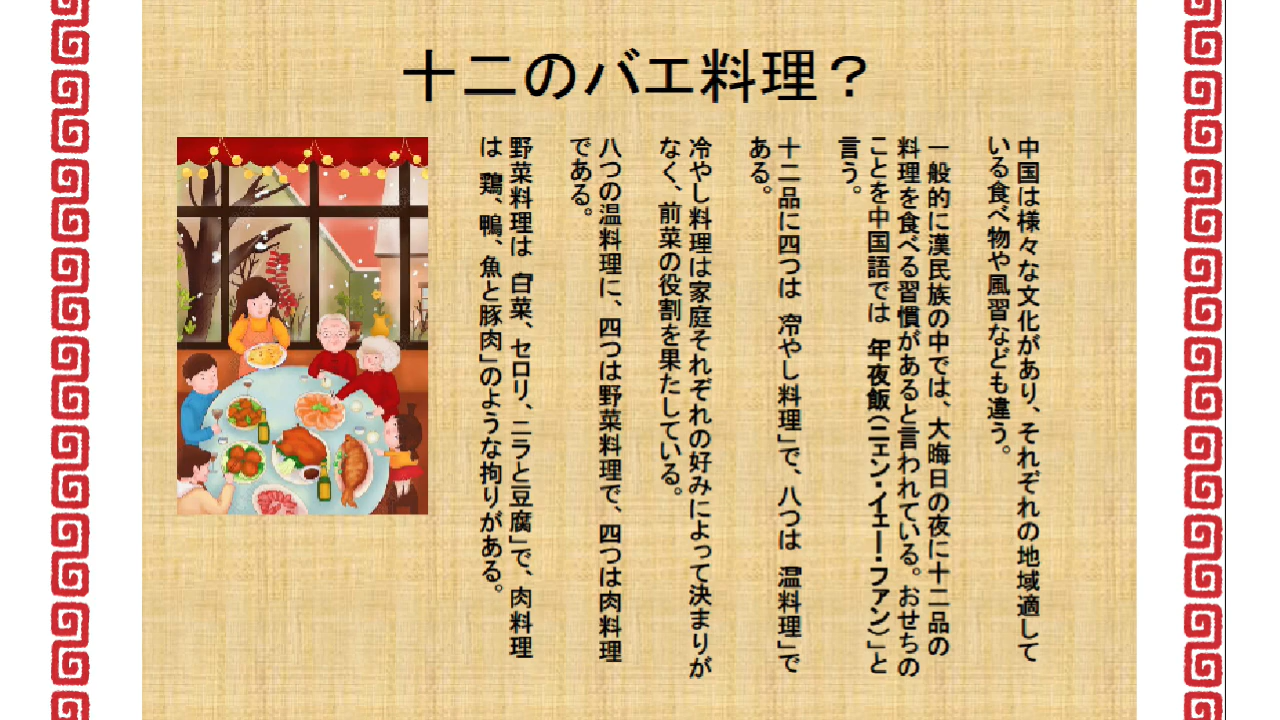 十二のバエ料理？
中国は様々な文化があり、それぞれの地域適して
いる食べ物や風習なども違う。
一般的に漢民族の中では、大晦日の夜に十二品の
料理を食べる習慣があると言われている。おせちの
ことを中国語では「年夜飯（ニェン・イェー・ファン）」と
言う。
十二品に四つは「冷やし料理」で、八つは「温料理」で
ある。
冷やし料理は家庭それぞれの好みによって決まりが
なく、前菜の役割を果たしている。
八つの温料理に、四つは野菜料理で、四つは肉料理
である。
野菜料理は「白菜、セロリ、ニラと豆腐」で、肉料理
は「鶏、鴨、魚と豚肉」のような拘りがある。